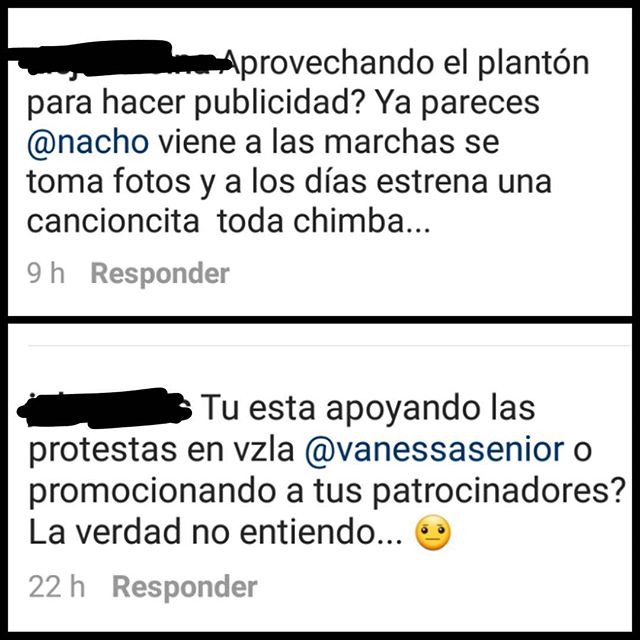 Aprovechando el plantón
para hacer publicidad? Ya pareces
@nacho viene a las marchas se
toma fotos y a los días estrena una
cancioncita toda chimba...
9 h Responder
Tu esta apoyando las
protestas en vzla @vanessasenior o
promocionando a tus patrocinadores?
La verdad no entiendo... 😐
22 h Responder